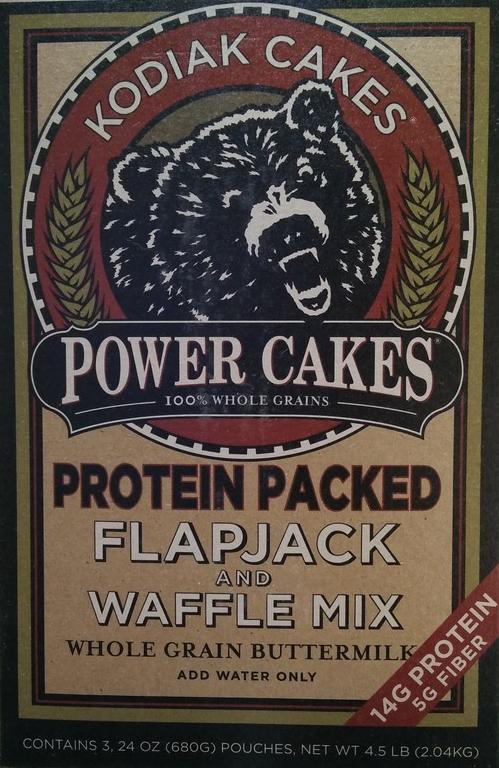 KODIAK CAKES®
POWER CAKES®
100% WHOLE GRAINS
PROTEIN PACKED
FLAPJACK
AND
WAFFLE MIX
WHOLE GRAIN BUTTERMILK
ADD WATER ONLY
14G PROTEIN
5G FIBER
CONTAINS 3, 24 OZ (680G) POUCHES, NET WT 4.5 LB (2.04KG)